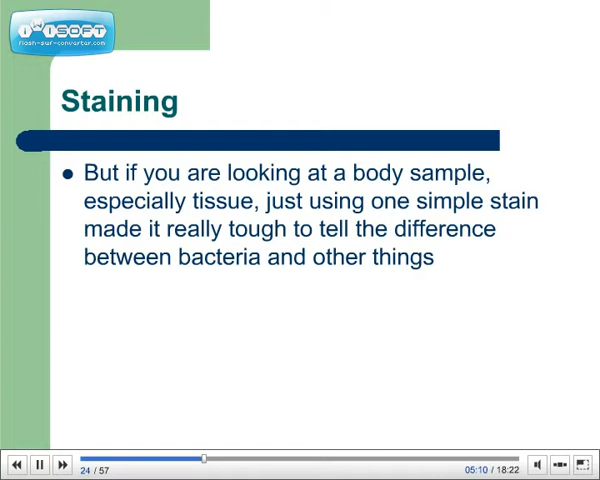 iWiSOFT
flash-swf-converter.com
Staining
But if you are looking at a body sample,
especially tissue, just using one simple stain
made it really tough to tell the difference
between bacteria and other things
24 / 57
05:10 / 18:22